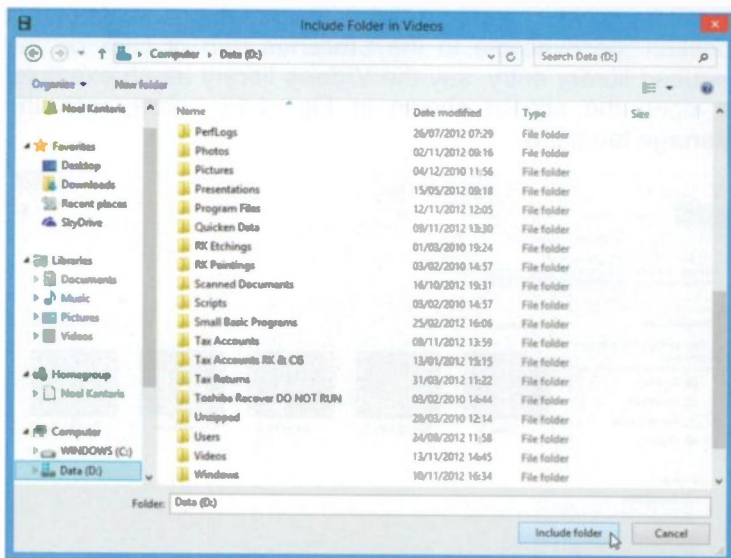 Include Folder in Videos
Computer Data (D:)
Search Data (D:)
Organise New folder
Noel Kantaris
Favorites
Desktop
Downloads
Recent places
SkyDrive
Libraries
Documents
Music
Pictures
Videos
Homegroup
Noel Kantaris
Computer
WINDOWS (C:)
Data (D:)
Name Date modified Type Size
PerfLogs 26/07/2012 07:29 File folder
Photos 02/11/2012 09:16 File folder
Pictures 04/12/2010 11:56 File folder
Presentations 15/05/2012 09:18 File folder
Program Files 12/11/2012 12:05 File folder
Quicken Data 09/11/2012 13:30 File folder
RK Etchings 01/03/2010 19:24 File folder
RK Paintings 03/02/2010 14:57 File folder
Scanned Documents 16/10/2012 19:31 File folder
Scripts 03/02/2010 14:57 File folder
Small Basic Programs 25/02/2012 16:06 File folder
Tax Accounts 08/11/2012 13:59 File folder
Tax Accounts RK & CG 13/01/2012 15:15 File folder
Tax Returns 31/03/2012 11:22 File folder
Toshiba Recover DO NOT RUN 03/02/2010 14:44 File folder
Unzipped 28/03/2010 12:14 File folder
Users 24/08/2012 11:58 File folder
Videos 13/11/2012 14:45 File folder
Windows 10/11/2012 16:34 File folder
Folder: Data (D:)
Include folder Cancel